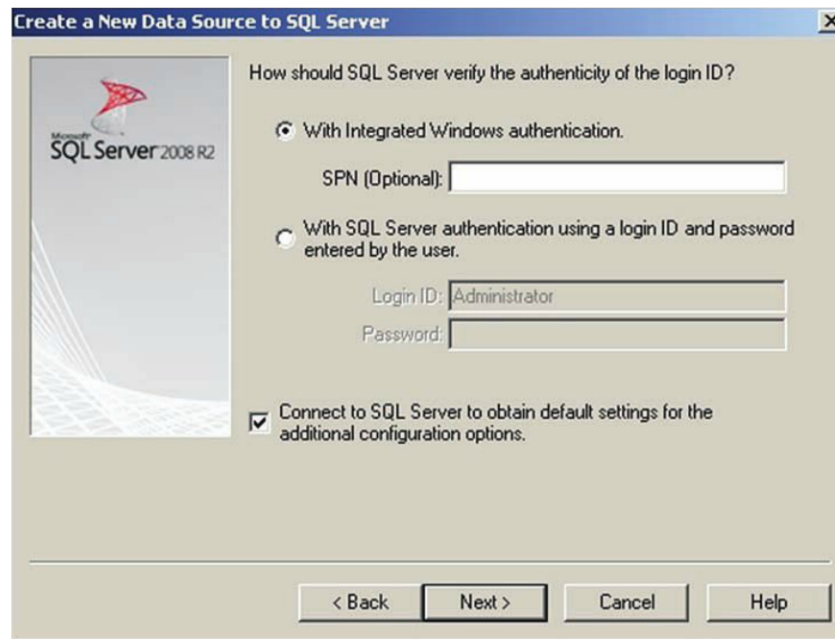 Create a New Data Source to SQL Server
Microsoft
SQL Server 2008 R2
How should SQL Server verify the authenticity of the login ID?
With Integrated Windows authentication.
SPN (Optional):
With SQL Server authentication using a login ID and password
entered by the user.
Login ID: Administrator
Password:
Connect to SQL Server to obtain default settings for the
additional configuration options.
< Back Next > Cancel Help